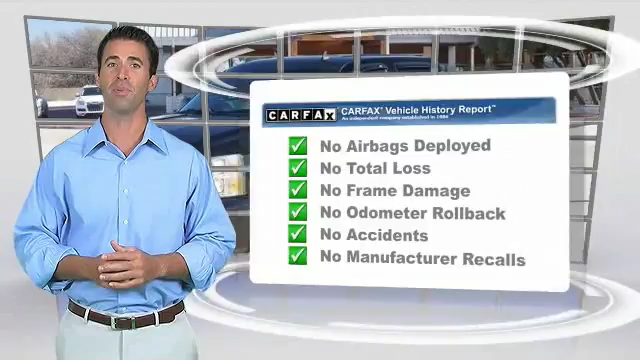 CARFAX CARFAX Vehicle History Report™
An independent company established in 1986
No Airbags Deployed
No Total Loss
No Frame Damage
No Odometer Rollback
No Accidents
No Manufacturer Recalls